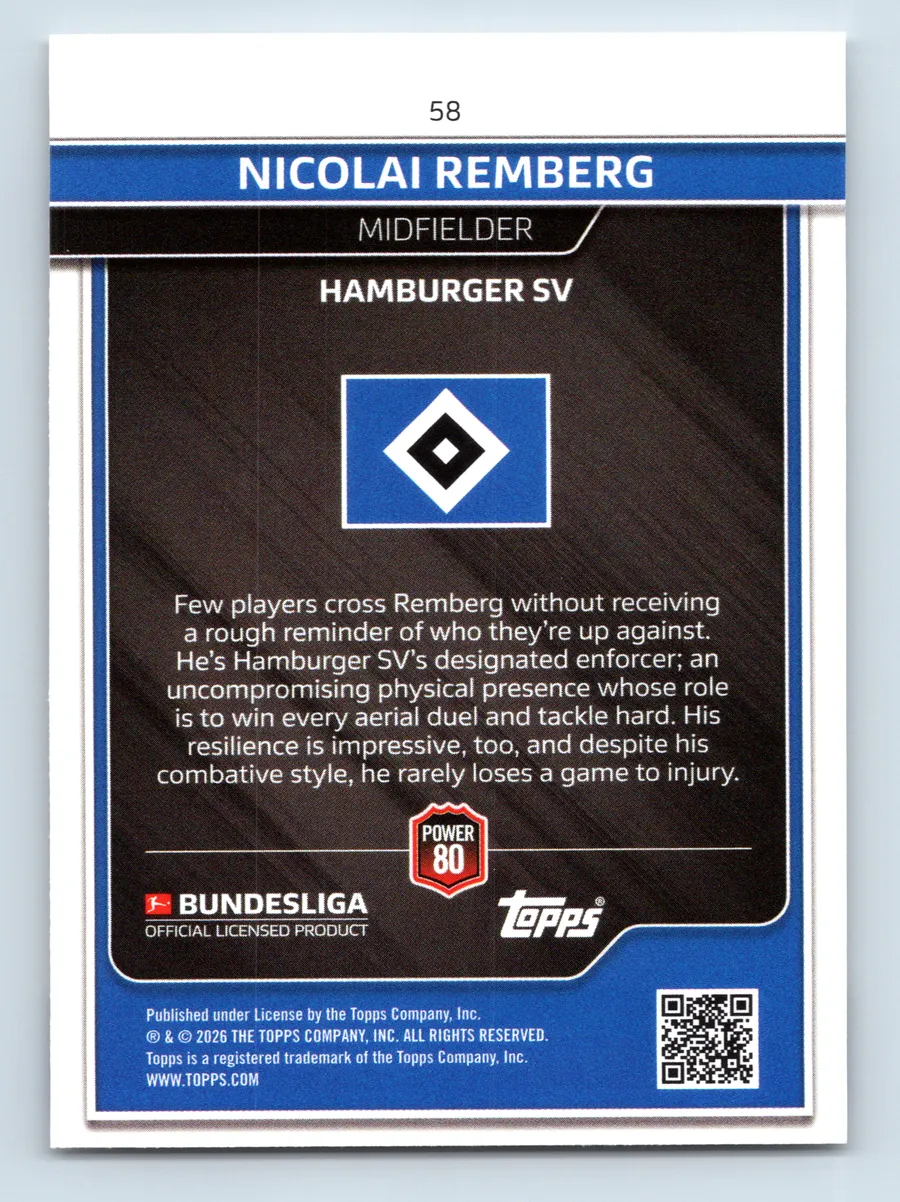 58
NICOLAI REMBERG
MIDFIELDER
HAMBURGER SV
Few players cross Remberg without receiving
a rough reminder of who they're up against.
He's Hamburger SV's designated enforcer; an
uncompromising physical presence whose role
is to win every aerial duel and tackle hard. His
resilience is impressive, too, and despite his
combative style, he rarely loses a game to injury.
POWER
80
BUNDESLIGA
OFFICIAL LICENSED PRODUCT
topps®
Published under License by the Topps Company, Inc.
® & © 2026 THE TOPPS COMPANY, INC. ALL RIGHTS RESERVED.
Topps is a registered trademark of the Topps Company, Inc.
WWW.TOPPS.COM